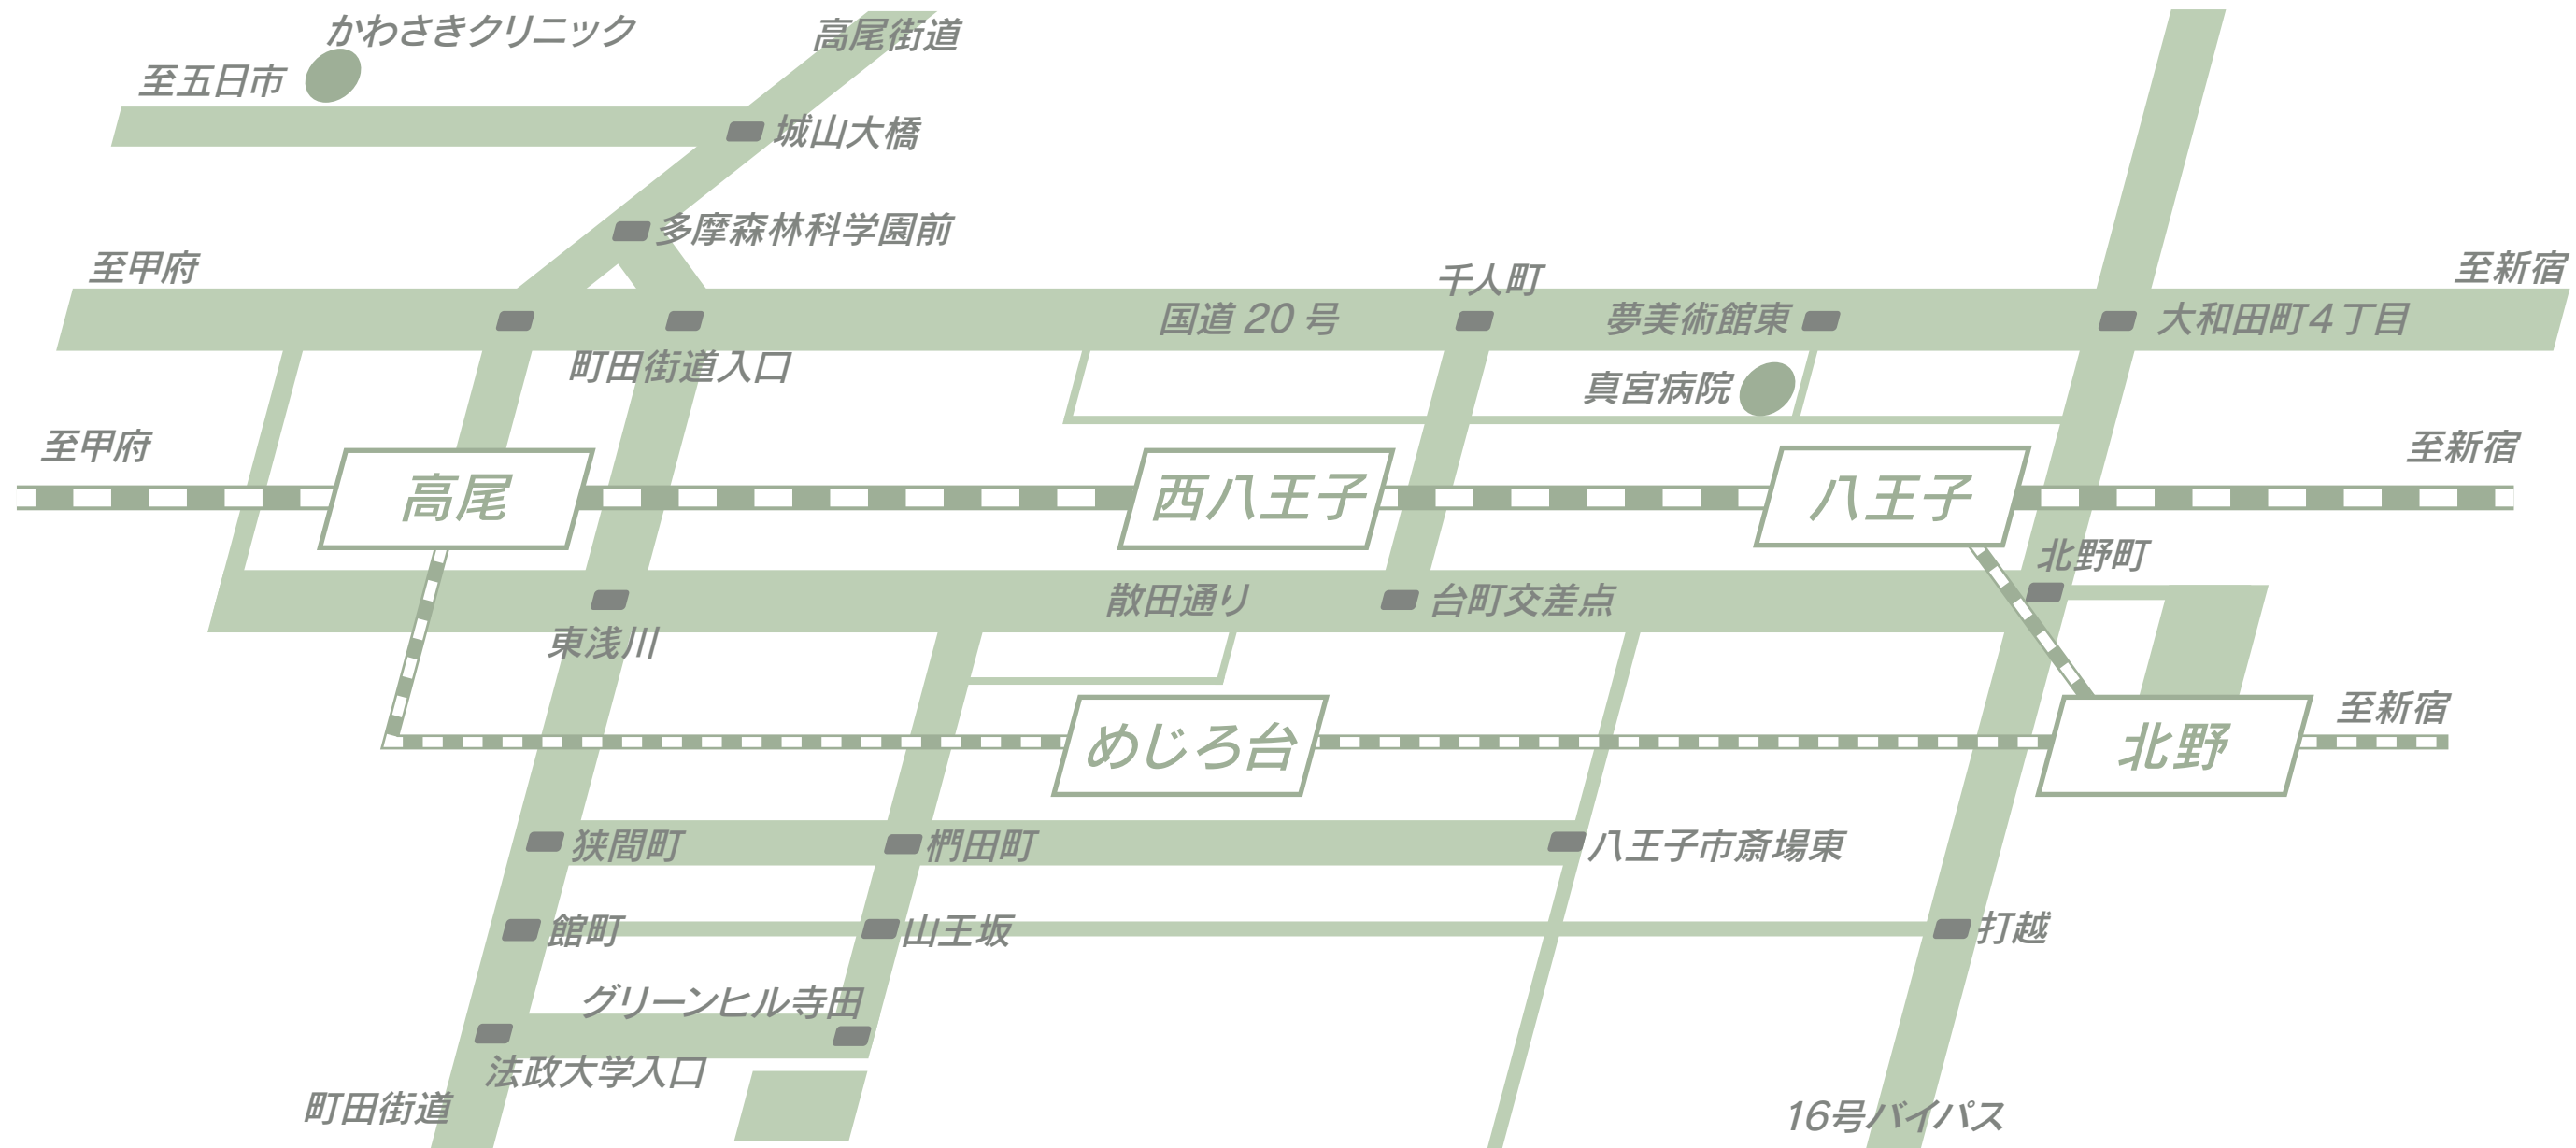 かわさきクリニック
高尾街道
至五日市
城山大橋
多摩森林科学園前
至甲府
千人町
至新宿
国道 20 号
夢美術館東
大和田町4丁目
町田街道入口
真宮病院
至甲府
至新宿
高尾
西八王子
八王子
北野町
散田通り
台町交差点
東浅川
至新宿
めじろ台
北野
狭間町
椚田町
八王子市斎場東
館町
山王坂
打越
グリーンヒル寺田
法政大学入口
町田街道
16号バイパス